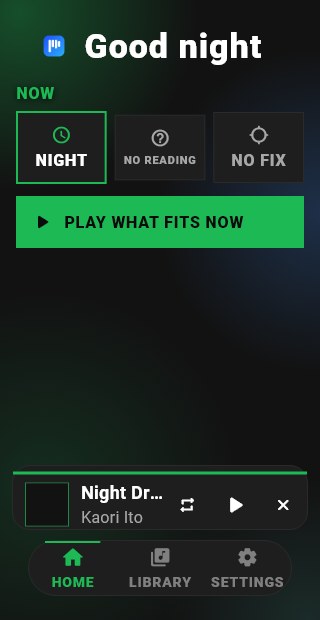 Good night
NOW
NIGHT
NO READING
NO FIX
PLAY WHAT FITS NOW
Night Dr…
Kaori Ito
HOME
LIBRARY
SETTINGS